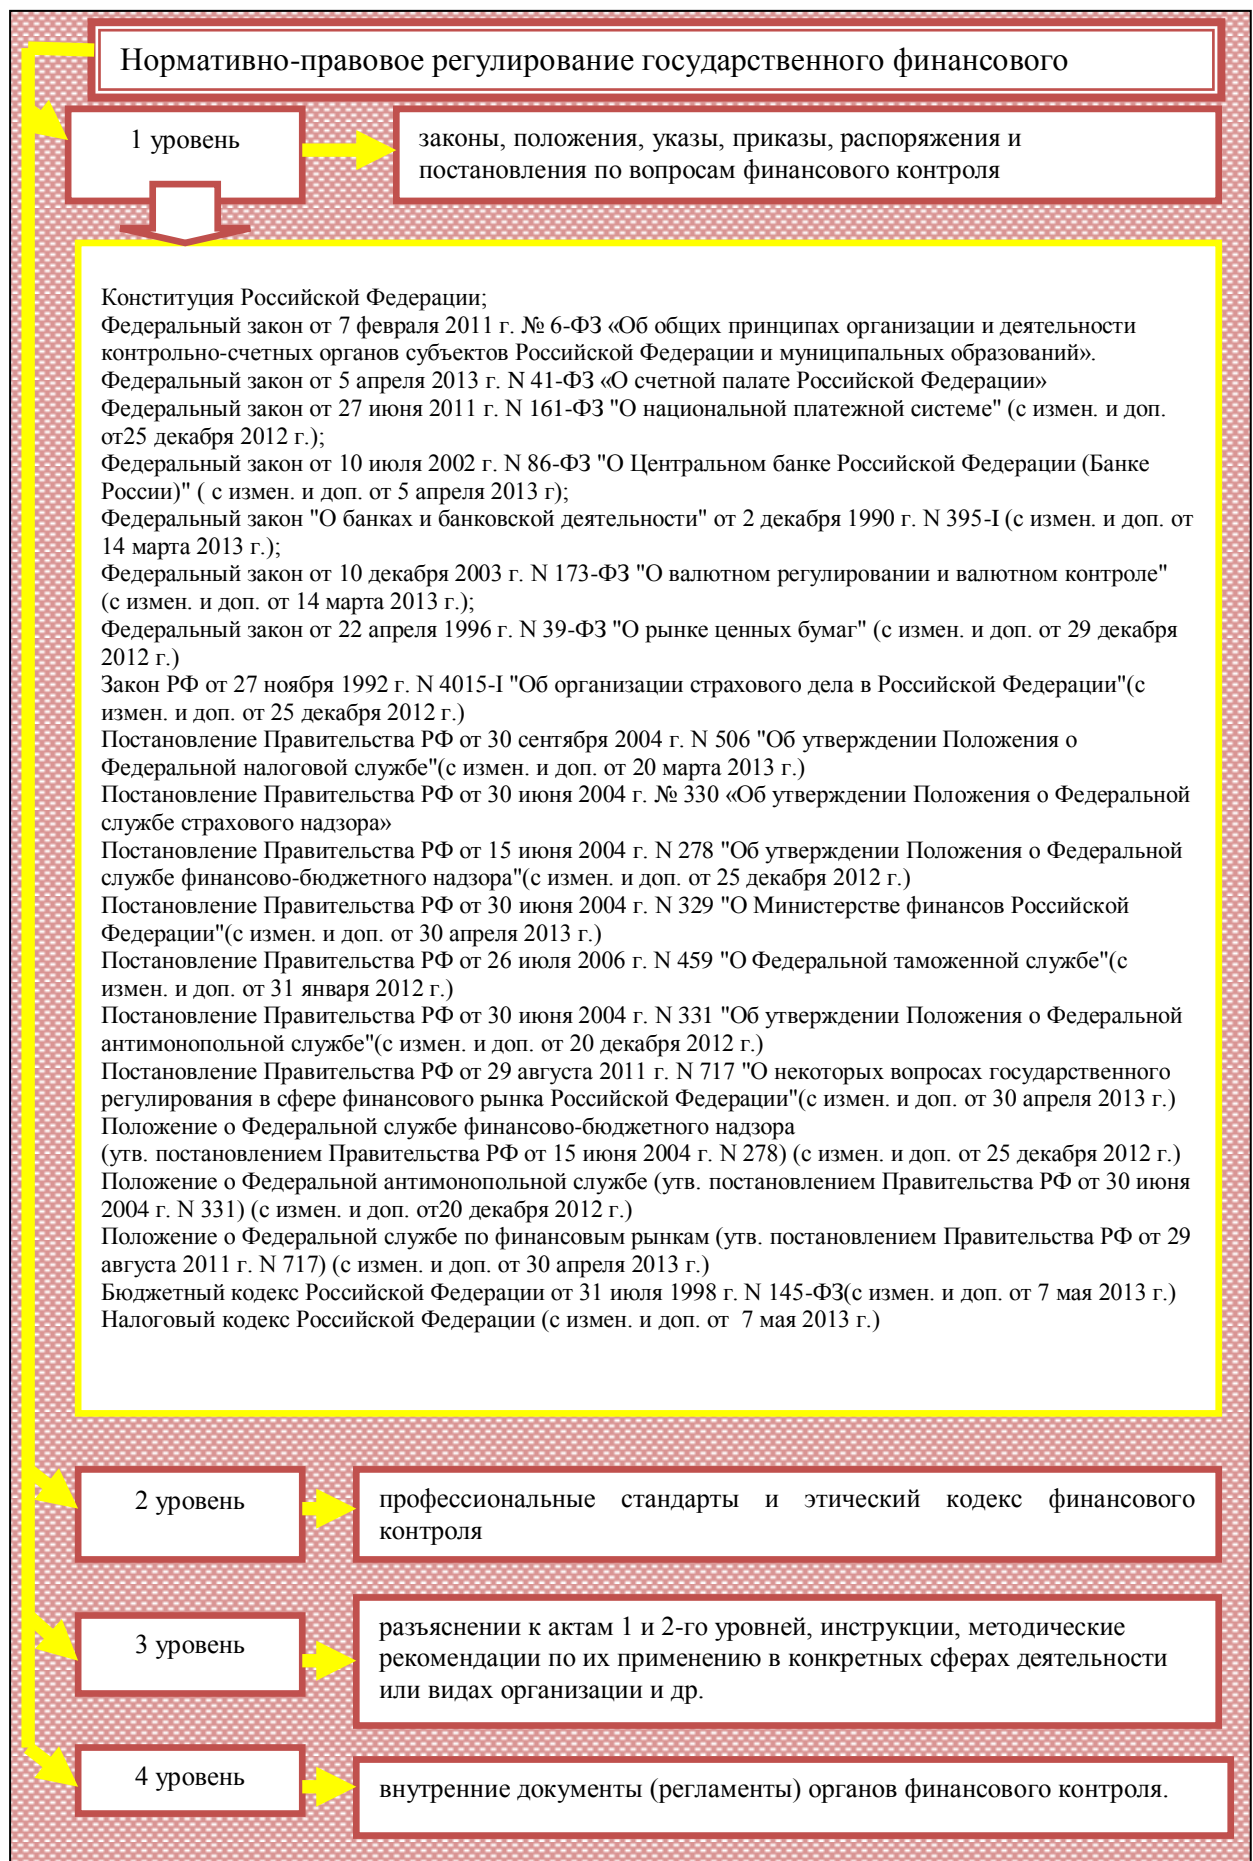 Нормативно-правовое регулирование государственного финансового
1 уровень
законы, положения, указы, приказы, распоряжения и
постановления по вопросам финансового контроля
Конституция Российской Федерации;
Федеральный закон от 7 февраля 2011 г. № 6-ФЗ «Об общих принципах организации и деятельности
контрольно-счетных органов субъектов Российской Федерации и муниципальных образований».
Федеральный закон от 5 апреля 2013 г. N 41-ФЗ «О счетной палате Российской Федерации»
Федеральный закон от 27 июня 2011 г. N 161-ФЗ "О национальной платежной системе" (с измен. и доп.
от25 декабря 2012 г.);
Федеральный закон от 10 июля 2002 г. N 86-ФЗ "О Центральном банке Российской Федерации (Банке
России)" ( с измен. и доп. от 5 апреля 2013 г);
Федеральный закон "О банках и банковской деятельности" от 2 декабря 1990 г. N 395-I (с измен. и доп. от
14 марта 2013 г.);
Федеральный закон от 10 декабря 2003 г. N 173-ФЗ "О валютном регулировании и валютном контроле"
(с измен. и доп. от 14 марта 2013 г.);
Федеральный закон от 22 апреля 1996 г. N 39-ФЗ "О рынке ценных бумаг" (с измен. и доп. от 29 декабря
2012 г.)
Закон РФ от 27 ноября 1992 г. N 4015-I "Об организации страхового дела в Российской Федерации"(с
измен. и доп. от 25 декабря 2012 г.)
Постановление Правительства РФ от 30 сентября 2004 г. N 506 "Об утверждении Положения о
Федеральной налоговой службе"(с измен. и доп. от 20 марта 2013 г.)
Постановление Правительства РФ от 30 июня 2004 г. № 330 «Об утверждении Положения о Федеральной
службе страхового надзора»
Постановление Правительства РФ от 15 июня 2004 г. N 278 "Об утверждении Положения о Федеральной
службе финансово-бюджетного надзора"(с измен. и доп. от 25 декабря 2012 г.)
Постановление Правительства РФ от 30 июня 2004 г. N 329 "О Министерстве финансов Российской
Федерации"(с измен. и доп. от 30 апреля 2013 г.)
Постановление Правительства РФ от 26 июля 2006 г. N 459 "О Федеральной таможенной службе"(с
измен. и доп. от 31 января 2012 г.)
Постановление Правительства РФ от 30 июня 2004 г. N 331 "Об утверждении Положения о Федеральной
антимонопольной службе"(с измен. и доп. от 20 декабря 2012 г.)
Постановление Правительства РФ от 29 августа 2011 г. N 717 "О некоторых вопросах государственного
регулирования в сфере финансового рынка Российской Федерации"(с измен. и доп. от 30 апреля 2013 г.)
Положение о Федеральной службе финансово-бюджетного надзора
(утв. постановлением Правительства РФ от 15 июня 2004 г. N 278) (с измен. и доп. от 25 декабря 2012 г.)
Положение о Федеральной антимонопольной службе (утв. постановлением Правительства РФ от 30 июня
2004 г. N 331) (с измен. и доп. от20 декабря 2012 г.)
Положение о Федеральной службе по финансовым рынкам (утв. постановлением Правительства РФ от 29
августа 2011 г. N 717) (с измен. и доп. от 30 апреля 2013 г.)
Бюджетный кодекс Российской Федерации от 31 июля 1998 г. N 145-ФЗ(с измен. и доп. от 7 мая 2013 г.)
Налоговый кодекс Российской Федерации (с измен. и доп. от 7 мая 2013 г.)
2 уровень
профессиональные стандарты и этический кодекс финансового
контроля
3 уровень
разъяснении к актам 1 и 2-го уровней, инструкции, методические
рекомендации по их применению в конкретных сферах деятельности
или видах организации и др.
4 уровень
внутренние документы (регламенты) органов финансового контроля.